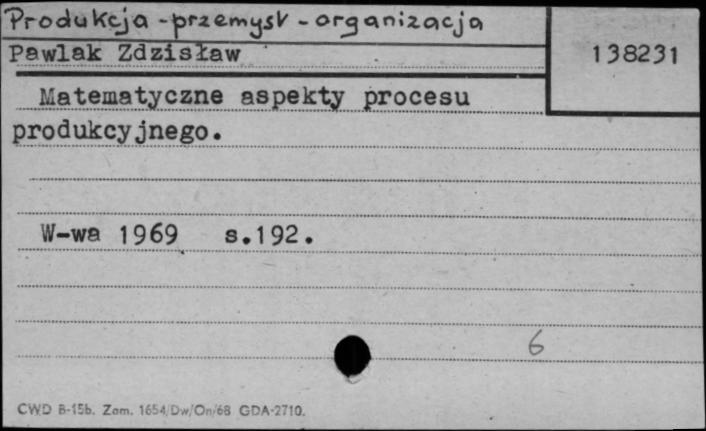 Produkcja - przemysł - organizacja
Pawlak Zdzisław
138231
Matematyczne aspekty procesu
produkcyjnego.
W-wa 1969 s.192.
6
CWD B-15b. Zam. 1654/Dw/On/68 GDA-2710.